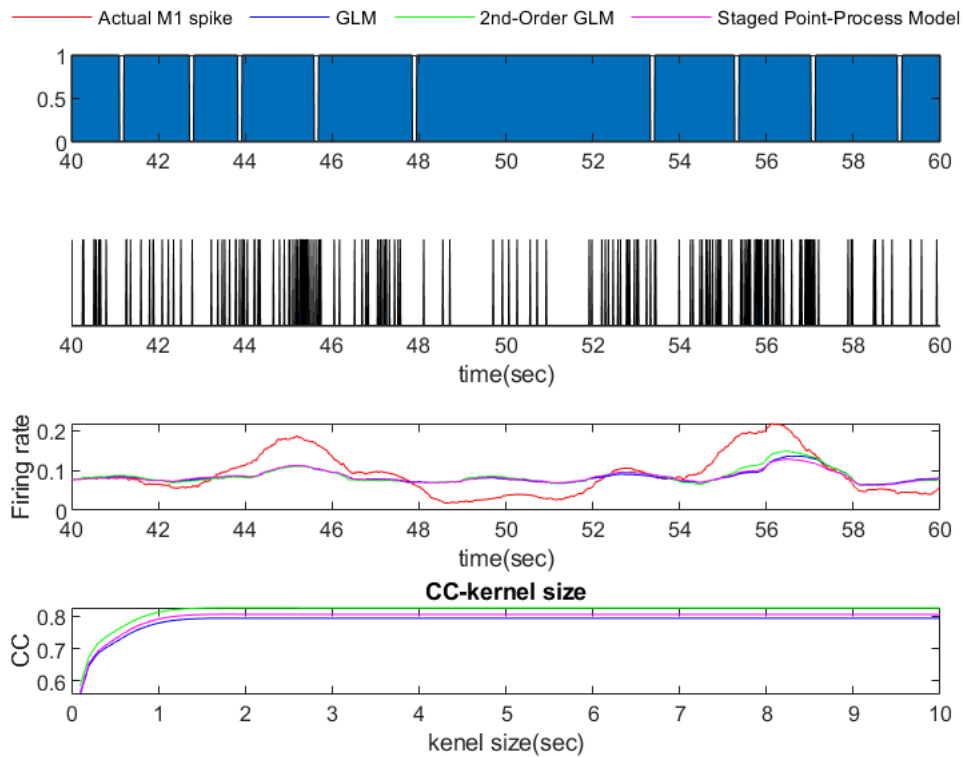 Actual M1 spike GLM 2nd-Order GLM Staged Point-Process Model
1
0.5
0
40 42 44 46 48 50 52 54 56 58 60
40 42 44 46 48 50 52 54 56 58 60
time(sec)
Firing rate
0.2
0.1
0
40 42 44 46 48 50 52 54 56 58 60
time(sec)
CC-kernel size
CC
0.8
0.7
0.6
0 1 2 3 4 5 6 7 8 9 10
kenel size(sec)